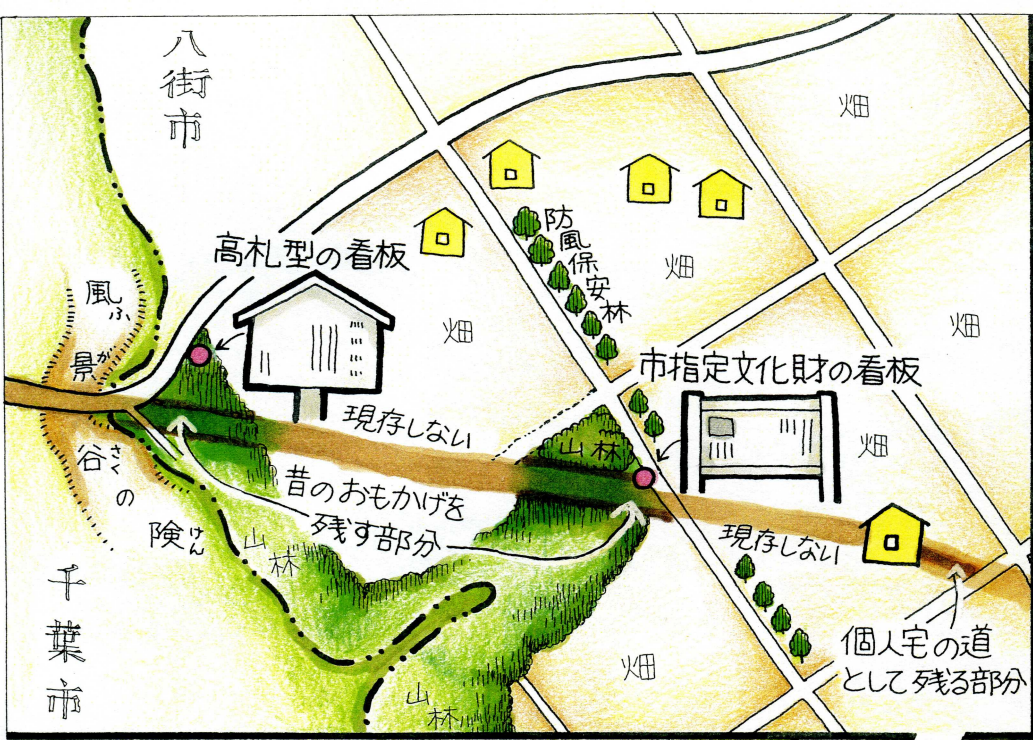 八街市
畑
防風保安林
高札型の看板
畑
風景谷の険
ふがさくのけん
畑
畑
市指定文化財の看板
現存しない
山林
畑
昔のおもかげを
残す部分
山林
現存しない
千葉市
個人宅の道
として残る部分
畑
山林